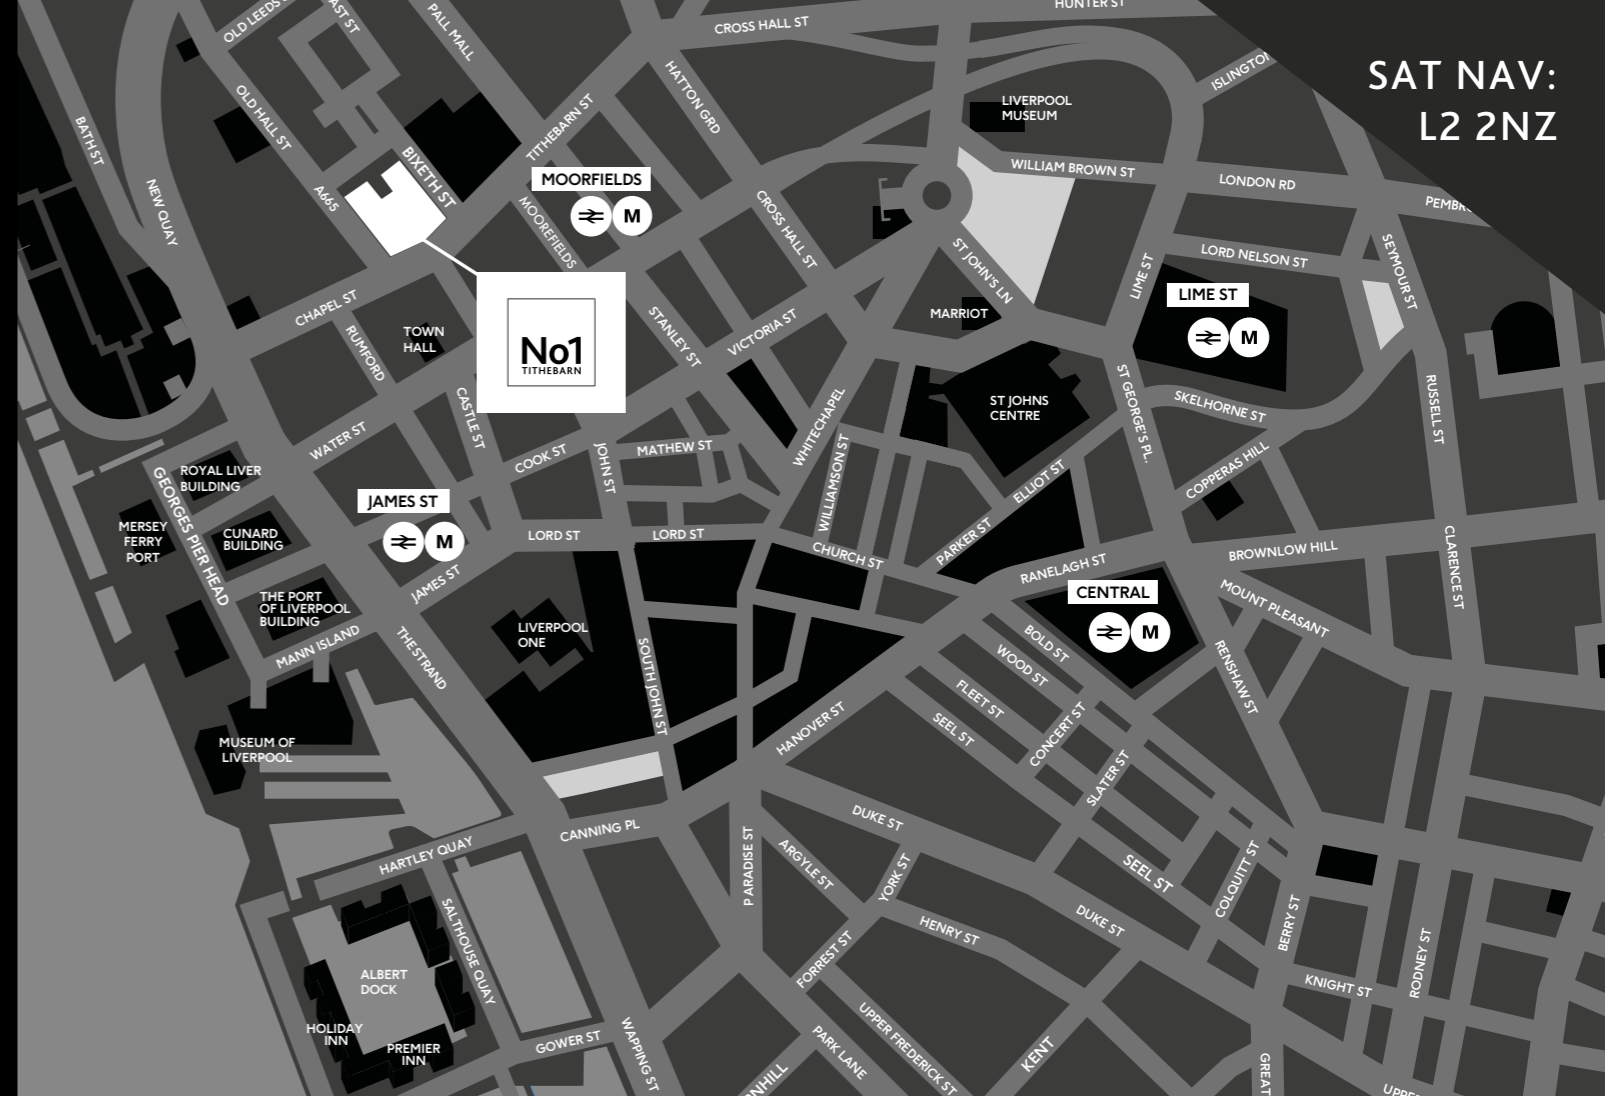 SAT NAV:
L2 2NZ
HUNTER ST
CROSS HALL ST
PALL MALL
OLD LEEDS
ISLINGTON
HATTON GRD
LIVERPOOL
MUSEUM
OLD HALL ST
TITHEBARN ST
BATH ST
BIXETH ST
WILLIAM BROWN ST
LONDON RD
MOORFIELDS
M
A665
NEW QUAY
MOOREFIELDS
CROSS HALL ST
ST JOHN'S LN
LORD NELSON ST
SEYMOUR ST
LIME ST
LIME ST
M
CHAPEL ST
RUMFORD
TOWN
HALL
No1
TITHEBARN
STANLEY ST
VICTORIA ST
MARRIOT
CASTLE ST
ST JOHNS
CENTRE
ST GEORGE'S PL.
SKELHORNE ST
RUSSELL ST
WATER ST
COOK ST
JOHN ST
MATHEW ST
WHITECHAPEL
WILLIAMSON ST
ELLIOT ST
COPPERAS HILL
ROYAL LIVER
BUILDING
GEORGES PIER HEAD
JAMES ST
M
MERSEY
FERRY
PORT
CUNARD
BUILDING
LORD ST
LORD ST
CHURCH ST
PARKER ST
RANELAGH ST
BROWNLOW HILL
CLARENCE ST
JAMES ST
THE PORT
OF LIVERPOOL
BUILDING
CENTRAL
M
MOUNT PLEASANT
MANN ISLAND
THE STRAND
LIVERPOOL
ONE
SOUTH JOHN ST
BOLD ST
WOOD ST
FLEET ST
SEEL ST
RENSHAW ST
HANOVER ST
CONCERT ST
SLATER ST
MUSEUM OF
LIVERPOOL
CANNING PL
DUKE ST
HARTLEY QUAY
PARADISE ST
ARGYLE ST
YORK ST
SEEL ST
COLQUITT ST
BERRY ST
SALTHOUSE QUAY
HENRY ST
DUKE ST
RODNEY ST
FORREST ST
KNIGHT ST
ALBERT
DOCK
HOLIDAY
INN
PREMIER
INN
GOWER ST
WAPPING ST
PARK LANE
UPPER FREDERICK ST
KENT
GREAT